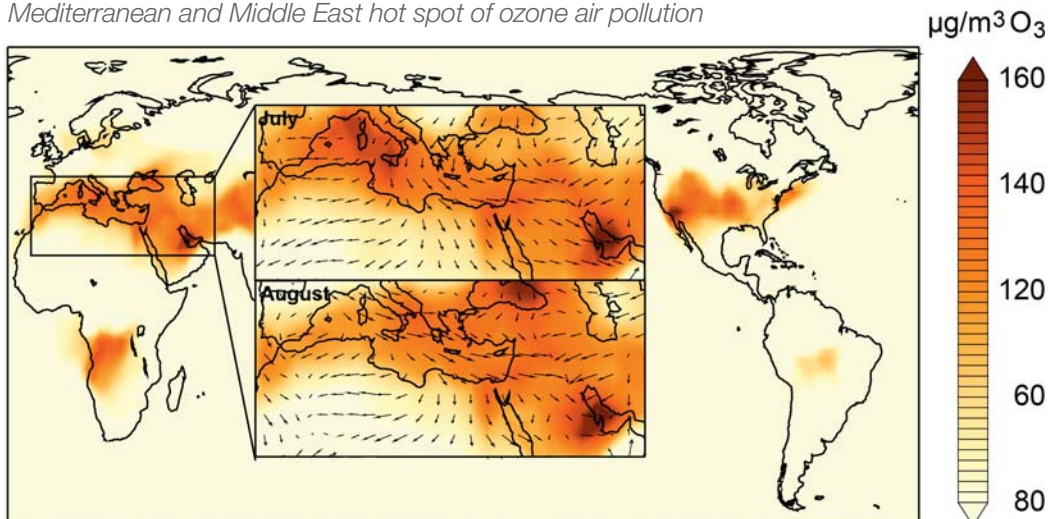 Mediterranean and Middle East hot spot of ozone air pollution
µg/m³ O₃
160
140
120
60
80
July
August